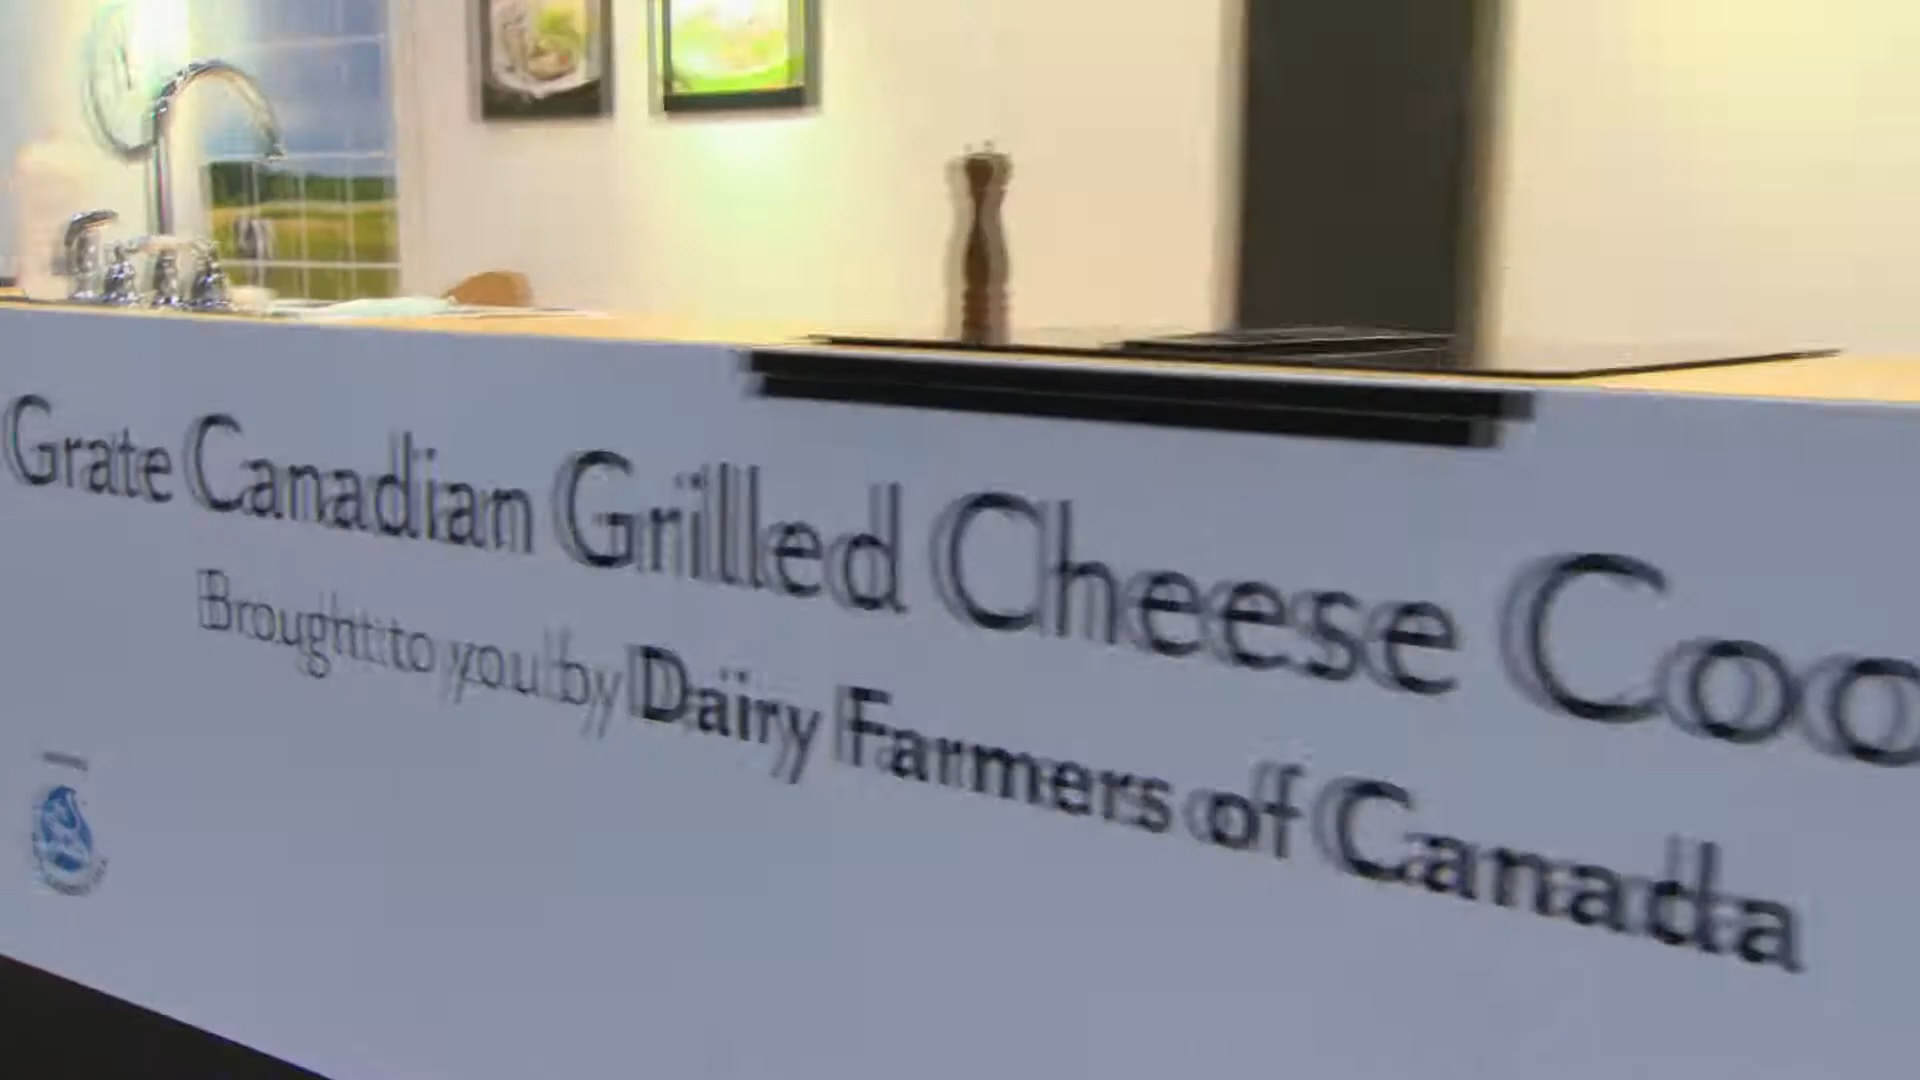 Grate Canadian Grilled Cheese Coo
Brought to you by Dairy Farmers of Canada